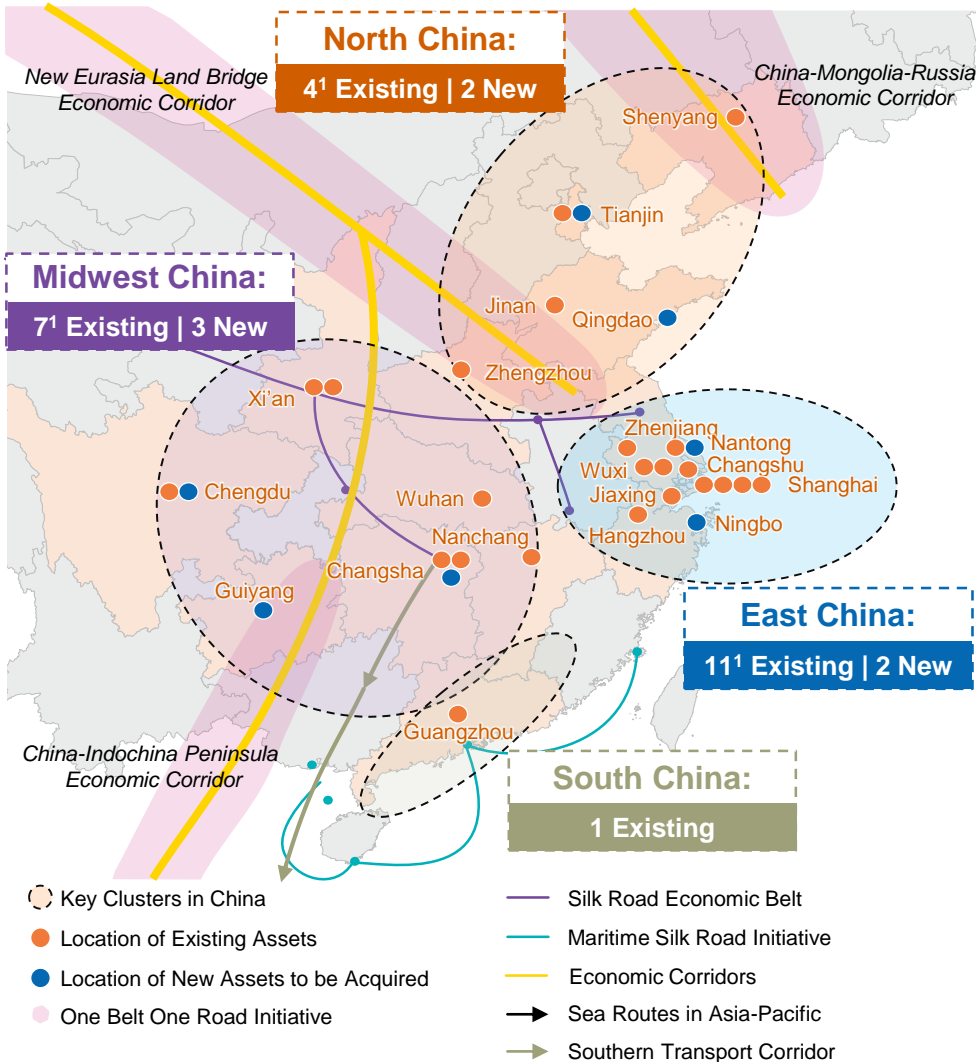 North China:
4¹ Existing | 2 New
New Eurasia Land Bridge
Economic Corridor
China-Mongolia-Russia
Economic Corridor
Shenyang
Tianjin
Midwest China:
7¹ Existing | 3 New
Jinan
Qingdao
Zhengzhou
Xi'an
Zhenjiang
Nantong
Wuxi
Changshu
Jiaxing
Shanghai
Chengdu
Wuhan
Hangzhou
Ningbo
Nanchang
Changsha
Guiyang
East China:
11¹ Existing | 2 New
Guangzhou
China-Indochina Peninsula
Economic Corridor
South China:
1 Existing
Key Clusters in China
Location of Existing Assets
Location of New Assets to be Acquired
One Belt One Road Initiative
Silk Road Economic Belt
Maritime Silk Road Initiative
Economic Corridors
Sea Routes in Asia-Pacific
Southern Transport Corridor